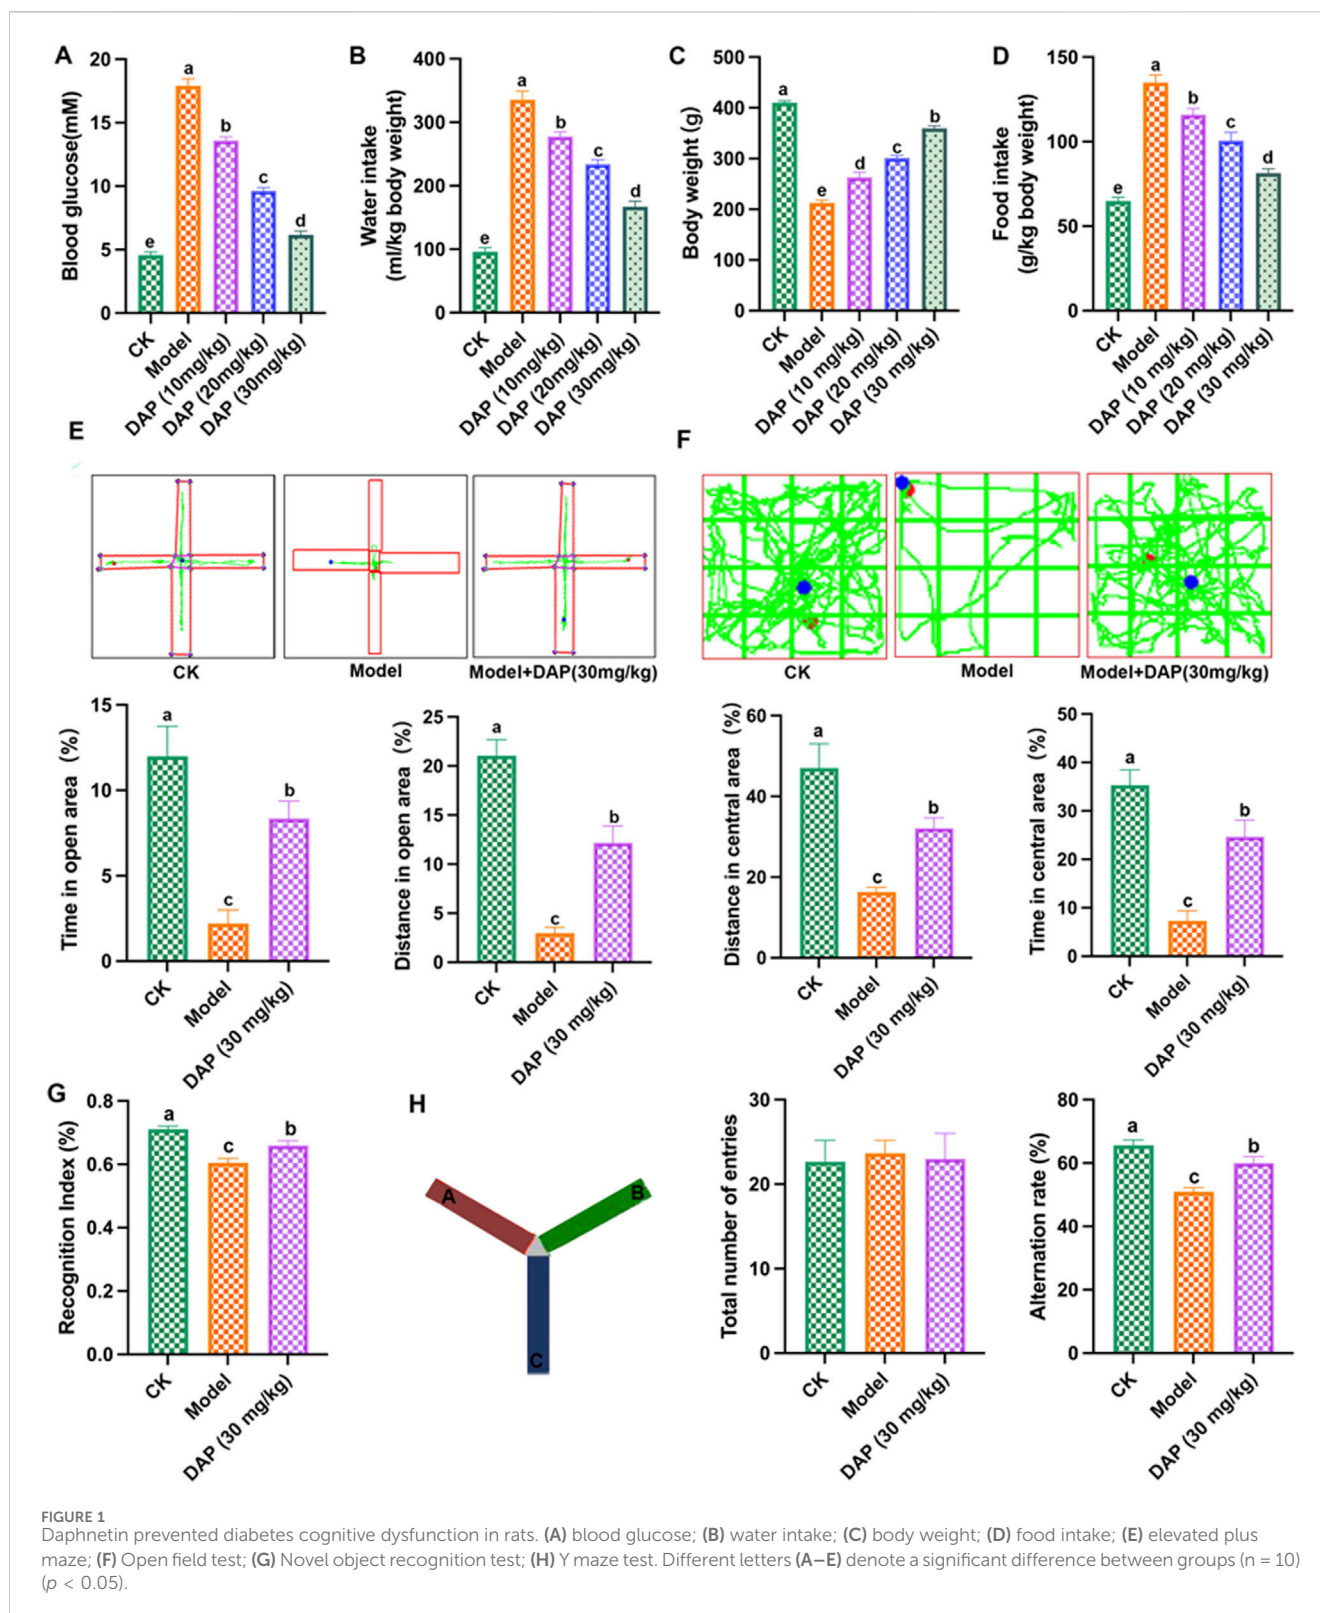 A
20
15
10
5
0
Blood glucose(mM)
a
b
c
d
e
CK
Model
DAP (10mg/kg)
DAP (20mg/kg)
DAP (30mg/kg)
B
400
300
200
100
0
Water intake
(ml/kg body weight)
a
b
c
d
e
CK
Model
DAP (10mg/kg)
DAP (20mg/kg)
DAP (30mg/kg)
C
500
400
300
200
100
0
Body weight (g)
a
e
d
c
b
CK
Model
DAP (10 mg/kg)
DAP (20 mg/kg)
DAP (30 mg/kg)
D
150
100
50
0
Food intake
(g/kg body weight)
e
a
b
c
d
CK
Model
DAP (10 mg/kg)
DAP (20 mg/kg)
DAP (30 mg/kg)
E
CK
Model
Model+DAP(30mg/kg)
15
10
5
0
Time in open area (%)
a
c
b
CK
Model
DAP (30 mg/kg)
25
20
15
10
5
0
Distance in open area (%)
a
c
b
CK
Model
DAP (30 mg/kg)
F
CK
Model
Model+DAP(30mg/kg)
60
40
20
0
Distance in central area (%)
a
c
b
CK
Model
DAP (30 mg/kg)
50
40
30
20
10
0
Time in central area (%)
a
c
b
CK
Model
DAP (30 mg/kg)
G
0.8
0.6
0.4
0.2
0.0
Recognition Index (%)
a
c
b
CK
Model
DAP (30 mg/kg)
H
A
B
C
30
20
10
0
Total number of entries
CK
Model
DAP (30 mg/kg)
80
60
40
20
0
Alternation rate (%)
a
c
b
CK
Model
DAP (30 mg/kg)
FIGURE 1
Daphnetin prevented diabetes cognitive dysfunction in rats. (A) blood glucose; (B) water intake; (C) body weight; (D) food intake; (E) elevated plus
maze; (F) Open field test; (G) Novel object recognition test; (H) Y maze test. Different letters (A–E) denote a significant difference between groups (n = 10)
(p < 0.05).